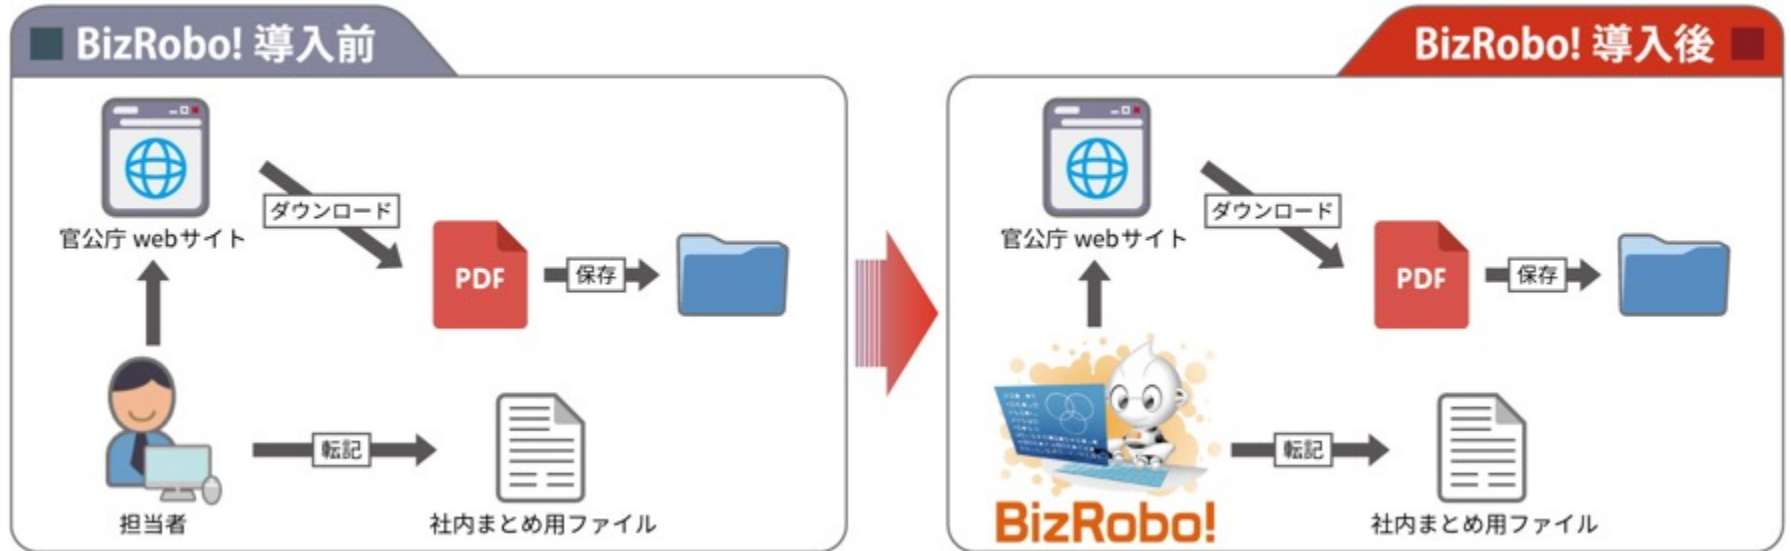 BizRobo! 導入前
官公庁 webサイト
ダウンロード
PDF
保存
転記
担当者
社内まとめ用ファイル
BizRobo! 導入後
官公庁 webサイト
ダウンロード
PDF
保存
転記
BizRobo!
社内まとめ用ファイル